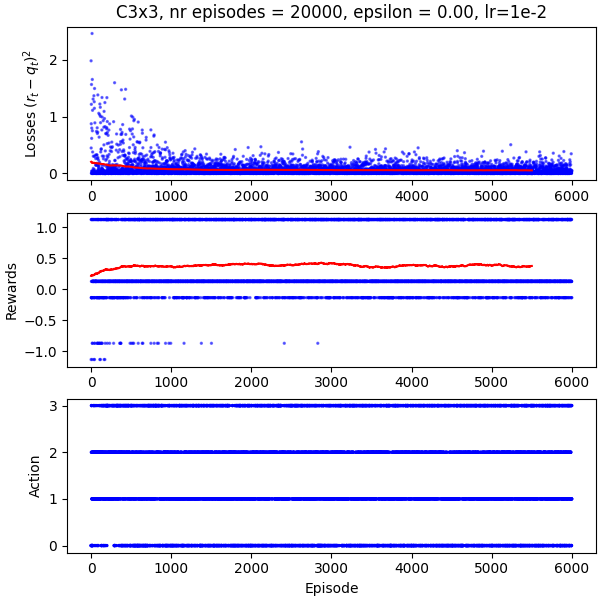 C3x3, nr episodes = 20000, epsilon = 0.00, lr=1e-2
Losses $(r_t - q_t)^2$
2
1
0
0 1000 2000 3000 4000 5000 6000
Rewards
1.0
0.5
0.0
−0.5
−1.0
0 1000 2000 3000 4000 5000 6000
Action
3
2
1
0
0 1000 2000 3000 4000 5000 6000
Episode